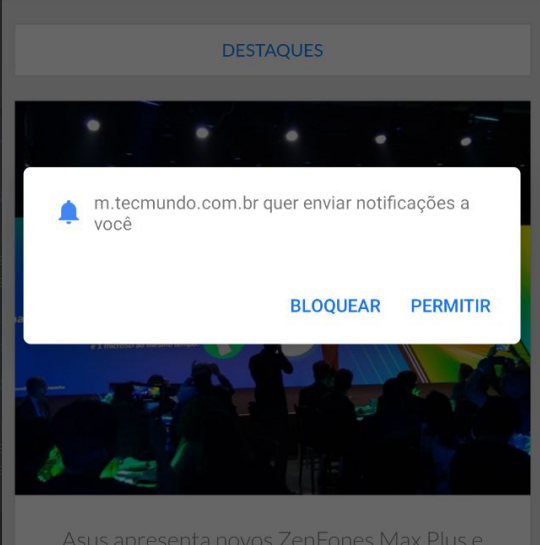 DESTAQUES
m.tecmundo.com.br quer enviar notificações a
você
BLOQUEAR PERMITIR
Asus apresenta novos ZenFones Max Plus e